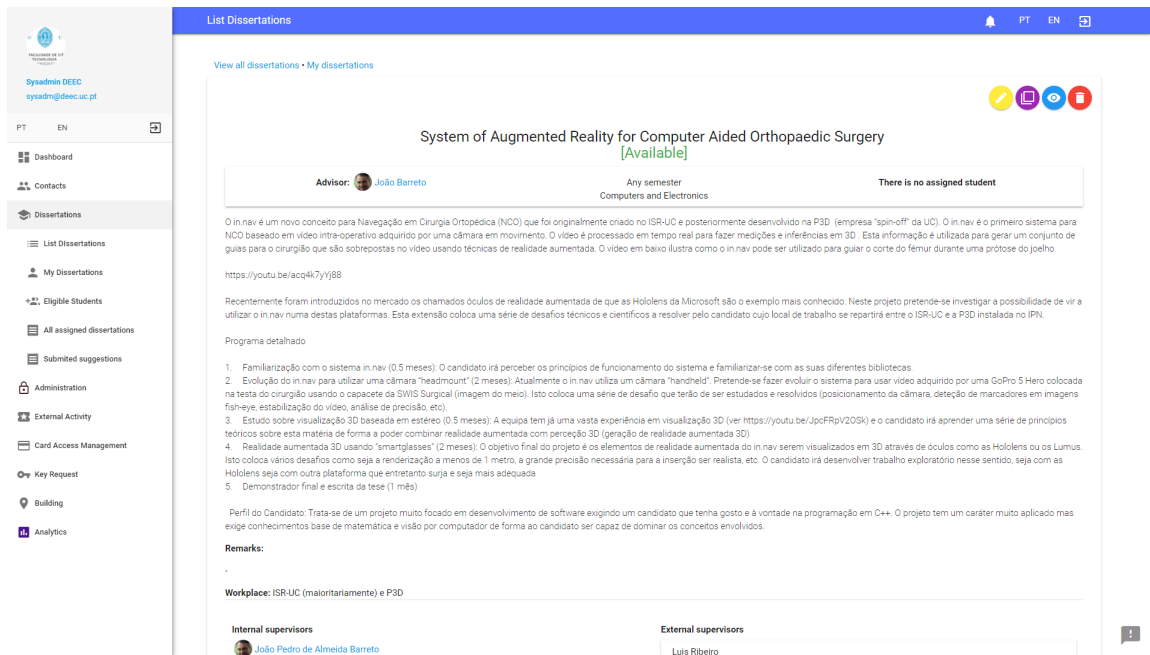 List Dissertations
PT EN
FACULDADE DE CIÊ
TECNOLOGIA
Sysadmin DEEC
sysadm@deec.uc.pt
PT EN
Dashboard
Contacts
Dissertations
List Dissertations
My Dissertations
Eligible Students
All assigned dissertations
Submited suggestions
Administration
External Activity
Card Access Management
Key Request
Building
Analytics
View all dissertations • My dissertations
System of Augmented Reality for Computer Aided Orthopaedic Surgery
[Available]
Advisor: João Barreto
Any semester
Computers and Electronics
There is no assigned student
O in.nav é um novo conceito para Navegação em Cirurgia Ortopédica (NCO) que foi originalmente criado no ISR-UC e posteriormente desenvolvido na P3D (empresa "spin-off" da UC). O in.nav é o primeiro sistema para
NCO baseado em vídeo intra-operativo adquirido por uma câmara em movimento. O vídeo é processado em tempo real para fazer medições e inferências em 3D . Esta informação é utilizada para gerar um conjunto de
guias para o cirurgião que são sobrepostas no vídeo usando técnicas de realidade aumentada. O vídeo em baixo ilustra como o in.nav pode ser utilizado para guiar o corte do fémur durante uma prótese do joelho
https://youtu.be/acq4k7yYj88
Recentemente foram introduzidos no mercado os chamados óculos de realidade aumentada de que as Hololens da Microsoft são o exemplo mais conhecido. Neste projeto pretende-se investigar a possibilidade de vir a
utilizar o in.nav numa destas plataformas. Esta extensão coloca uma série de desafios técnicos e científicos a resolver pelo candidato cujo local de trabalho se repartirá entre o ISR-UC e a P3D instalada no IPN.
Programa detalhado
1. Familiarização com o sistema in.nav (0.5 meses): O candidato irá perceber os princípios de funcionamento do sistema e familiarizar-se com as suas diferentes bibliotecas.
2. Evolução do in.nav para utilizar uma câmara "headmount" (2 meses): Atualmente o in.nav utiliza um câmara "handheld". Pretende-se fazer evoluir o sistema para usar vídeo adquirido por uma GoPro 5 Hero colocada
na testa do cirurgião usando o capacete da SWIS Surgical (imagem do meio). Isto coloca uma série de desafio que terão de ser estudados e resolvidos (posicionamento da câmara, deteção de marcadores em imagens
fish-eye, estabilização do vídeo, análise de precisão, etc).
3. Estudo sobre visualização 3D baseada em estéreo (0.5 meses): A equipa tem já uma vasta experiência em visualização 3D (ver https://youtu.be/JpcFRpV2OSk) e o candidato irá aprender uma série de princípios
teóricos sobre esta matéria de forma a poder combinar realidade aumentada com perceção 3D (geração de realidade aumentada 3D)
4. Realidade aumentada 3D usando "smartglasses" (2 meses): O objetivo final do projeto é os elementos de realidade aumentada do in.nav serem visualizados em 3D através de óculos como as Hololens ou os Lumus.
Isto coloca vários desafios como seja a renderização a menos de 1 metro, a grande precisão necessária para a inserção ser realista, etc. O candidato irá desenvolver trabalho exploratório nesse sentido, seja com as
Hololens seja com outra plataforma que entretanto surja e seja mais adequada
5. Demonstrador final e escrita da tese (1 mês)
Perfil do Candidato: Trata-se de um projeto muito focado em desenvolvimento de software exigindo um candidato que tenha gosto e à vontade na programação em C++. O projeto tem um caráter muito aplicado mas
exige conhecimentos base de matemática e visão por computador de forma ao candidato ser capaz de dominar os conceitos envolvidos.
Remarks:
-
Workplace: ISR-UC (maioritariamente) e P3D
Internal supervisors
João Pedro de Almeida Barreto
External supervisors
Luis Ribeiro